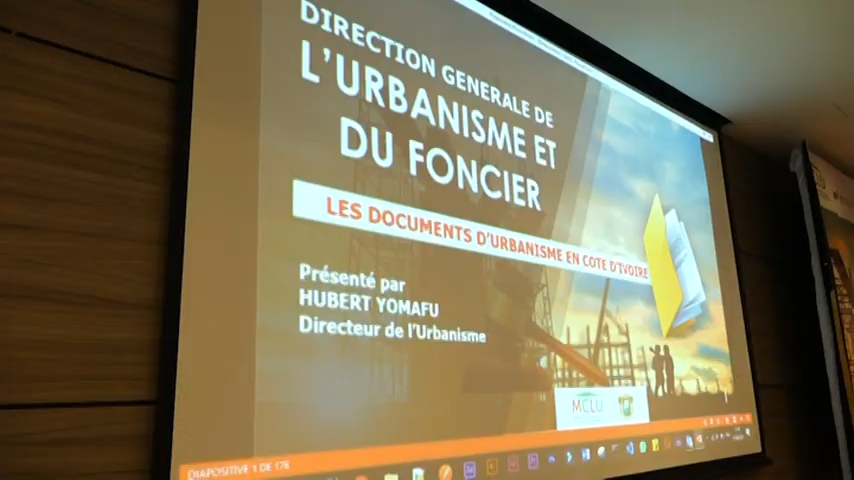 DIRECTION GENERALE DE
L'URBANISME ET
DU FONCIER
LES DOCUMENTS D'URBANISME EN COTE D'IVOIRE
Présenté par
HUBERT YOMAFU
Directeur de l'Urbanisme
MCLU
DIAPOSITIVE 1 DE 176